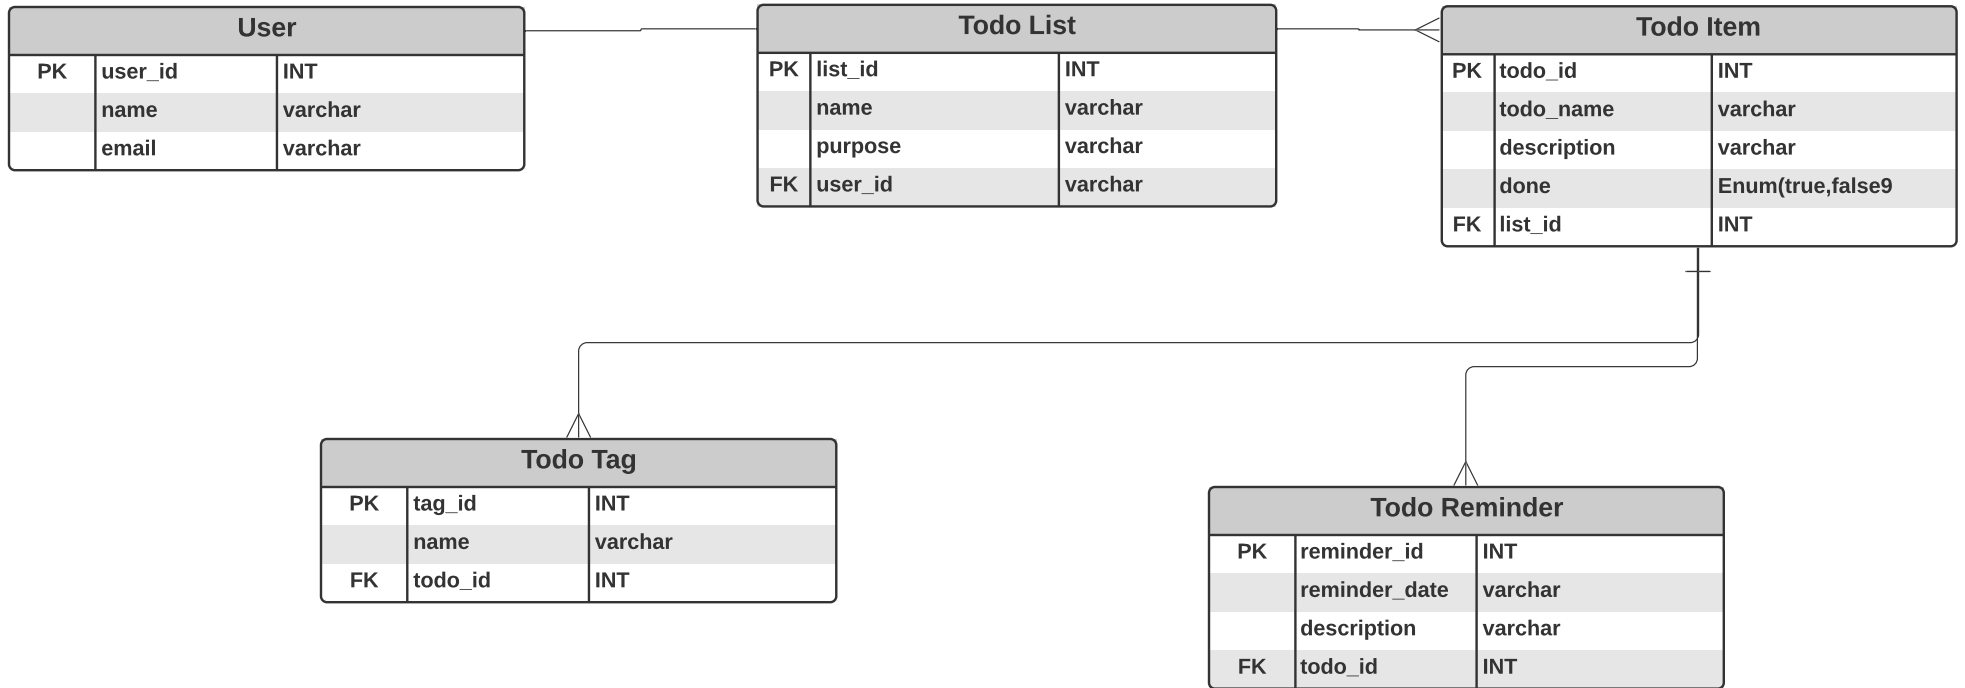 User
PK user_id INT
name varchar
email varchar
Todo List
PK list_id INT
name varchar
purpose varchar
FK user_id varchar
Todo Item
PK todo_id INT
todo_name varchar
description varchar
done Enum(true,false9
FK list_id INT
Todo Tag
PK tag_id INT
name varchar
FK todo_id INT
Todo Reminder
PK reminder_id INT
reminder_date varchar
description varchar
FK todo_id INT